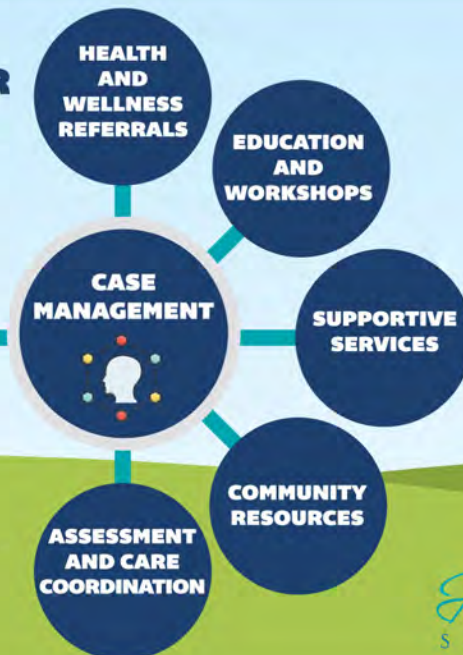 HEALTH
AND
WELLNESS
REFERRALS
EDUCATION
AND
WORKSHOPS
CASE
MANAGEMENT
SUPPORTIVE
SERVICES
COMMUNITY
RESOURCES
ASSESSMENT
AND CARE
COORDINATION